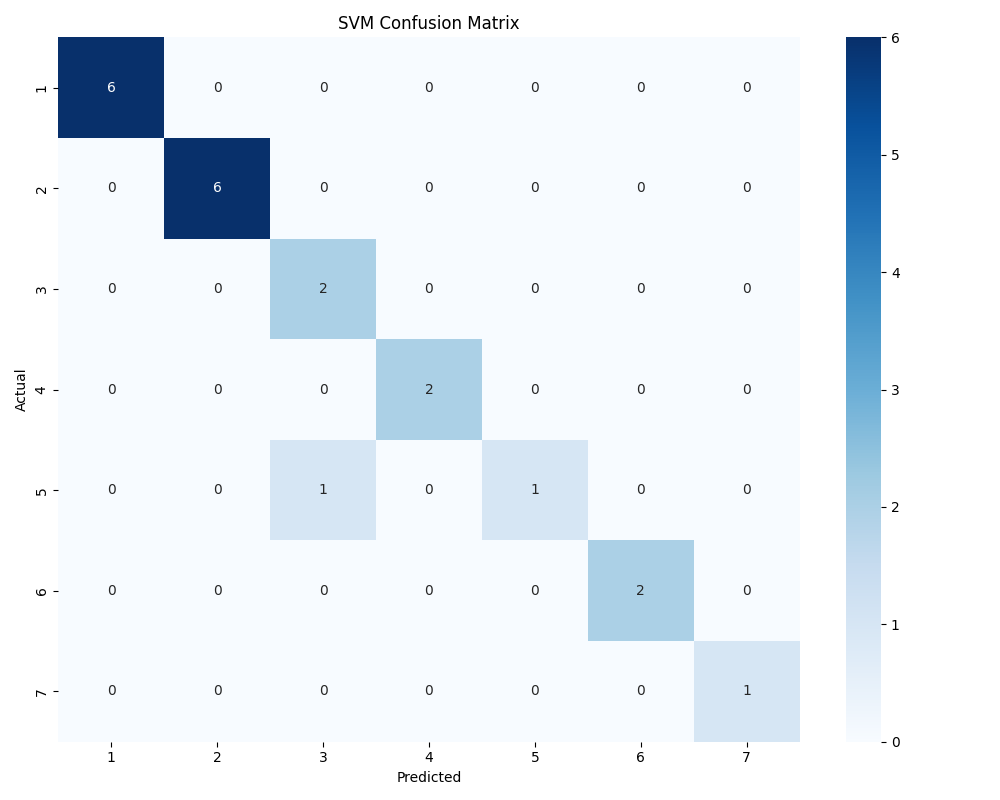 SVM Confusion Matrix
1 6 0 0 0 0 0 0
2 0 6 0 0 0 0 0
3 0 0 2 0 0 0 0
4 0 0 0 2 0 0 0
5 0 0 1 0 1 0 0
6 0 0 0 0 0 2 0
7 0 0 0 0 0 0 1
1 2 3 4 5 6 7
Actual
Predicted
6
5
4
3
2
1
0